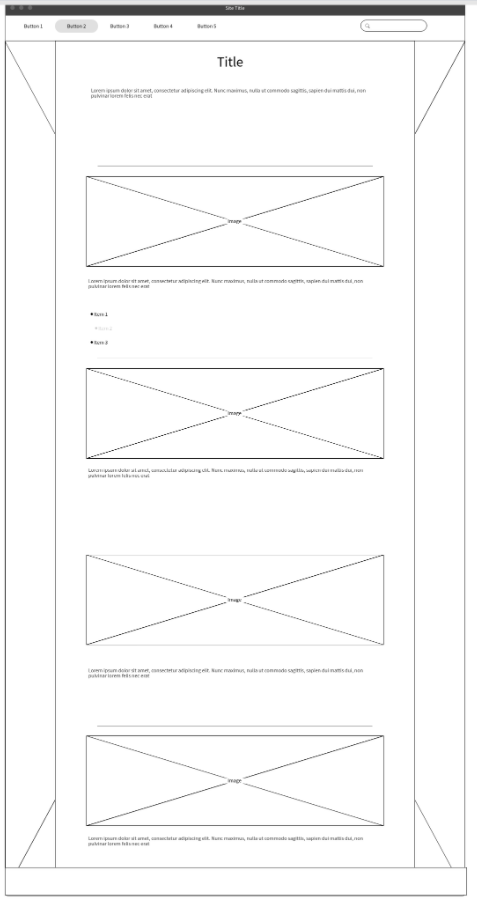 Site Title
Button 1 Button 2 Button 3 Button 4 Button 5
Title
Lorem ipsum dolor sit amet, consectetur adipiscing elit. Nunc maximus, nulla ut commodo sagittis, sapien dui mattis dui, non
pulvinar lorem felis nec erat
Image
Lorem ipsum dolor sit amet, consectetur adipiscing elit. Nunc maximus, nulla ut commodo sagittis, sapien dui mattis dui, non
pulvinar lorem felis nec erat
Item 1
Item 2
Item 3
Image
Lorem ipsum dolor sit amet, consectetur adipiscing elit. Nunc maximus, nulla ut commodo sagittis, sapien dui mattis dui, non
pulvinar lorem felis nec erat
Image
Lorem ipsum dolor sit amet, consectetur adipiscing elit. Nunc maximus, nulla ut commodo sagittis, sapien dui mattis dui, non
pulvinar lorem felis nec erat
Image
Lorem ipsum dolor sit amet, consectetur adipiscing elit. Nunc maximus, nulla ut commodo sagittis, sapien dui mattis dui, non
pulvinar lorem felis nec erat